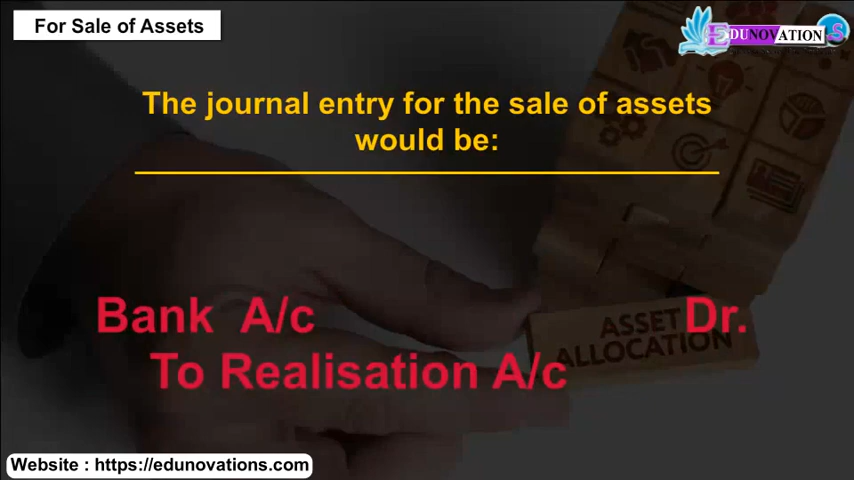 For Sale of Assets
EDUNOVATION.S
The journal entry for the sale of assets
would be:
Bank A/c Dr.
To Realisation A/c
ASSET
ALLOCATION
Website : https://edunovations.com